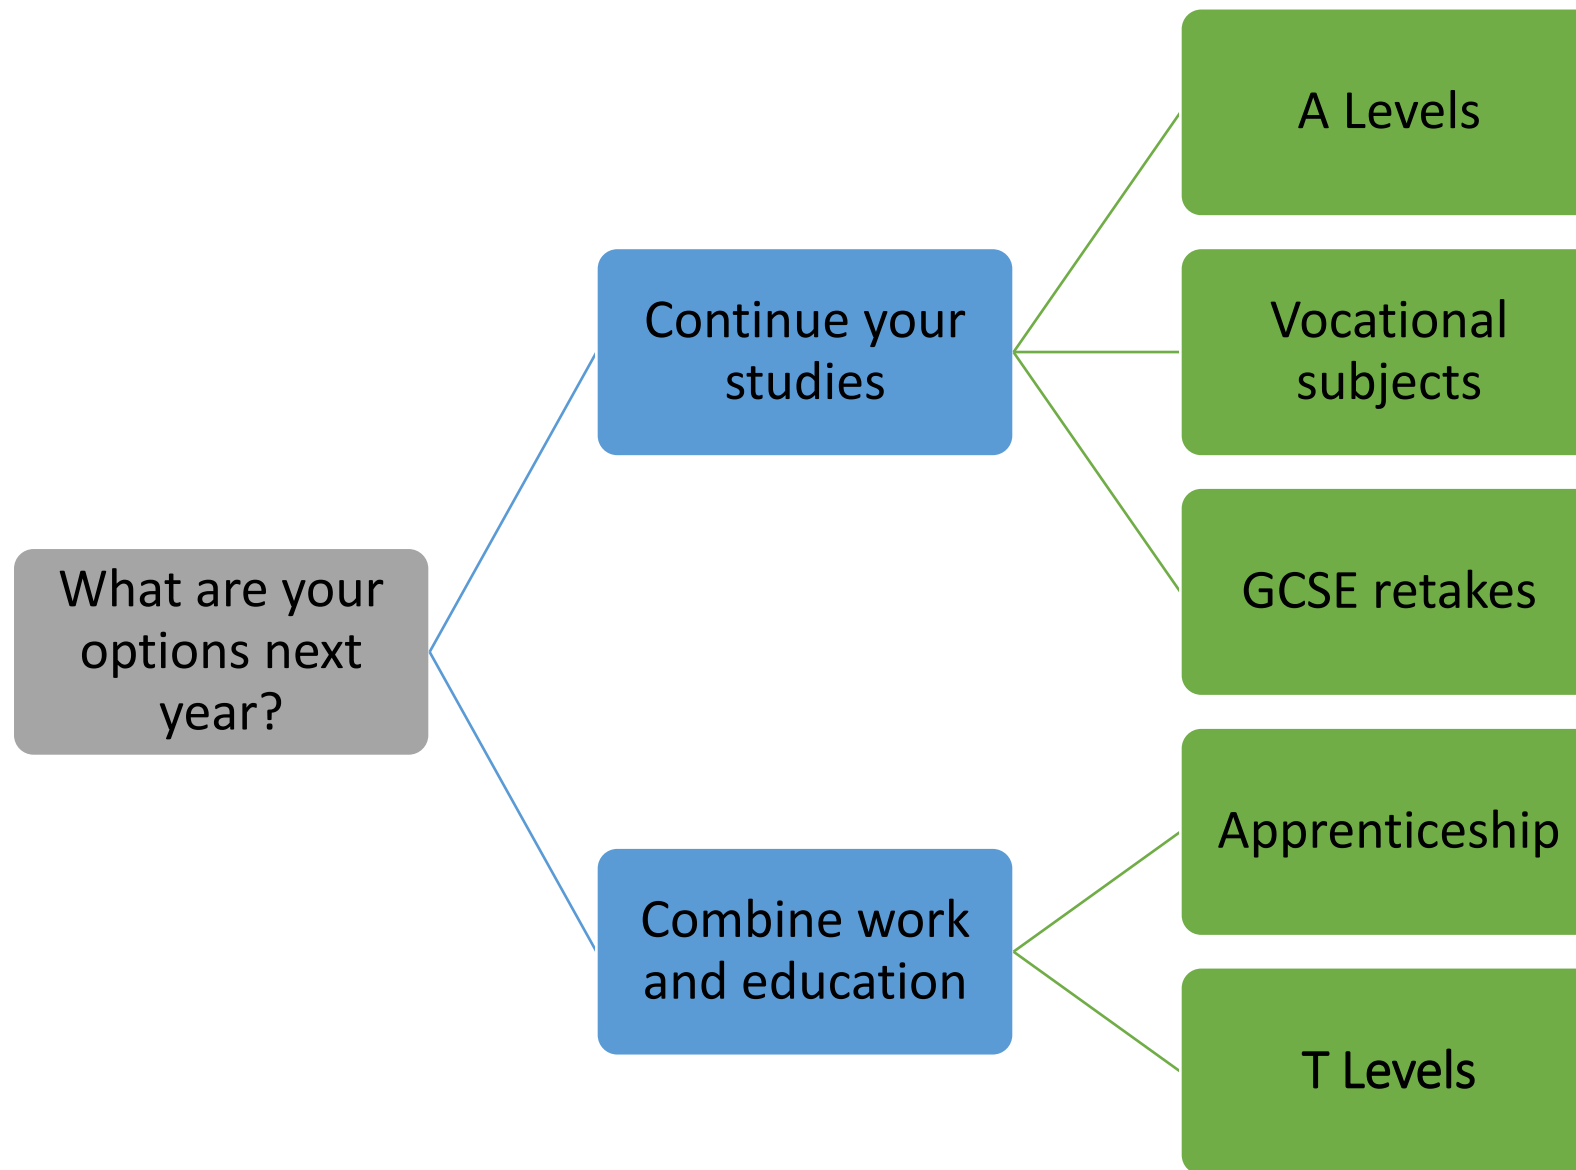 What are your
options next
year?
Continue your
studies
A Levels
Vocational
subjects
GCSE retakes
Combine work
and education
Apprenticeship
T Levels